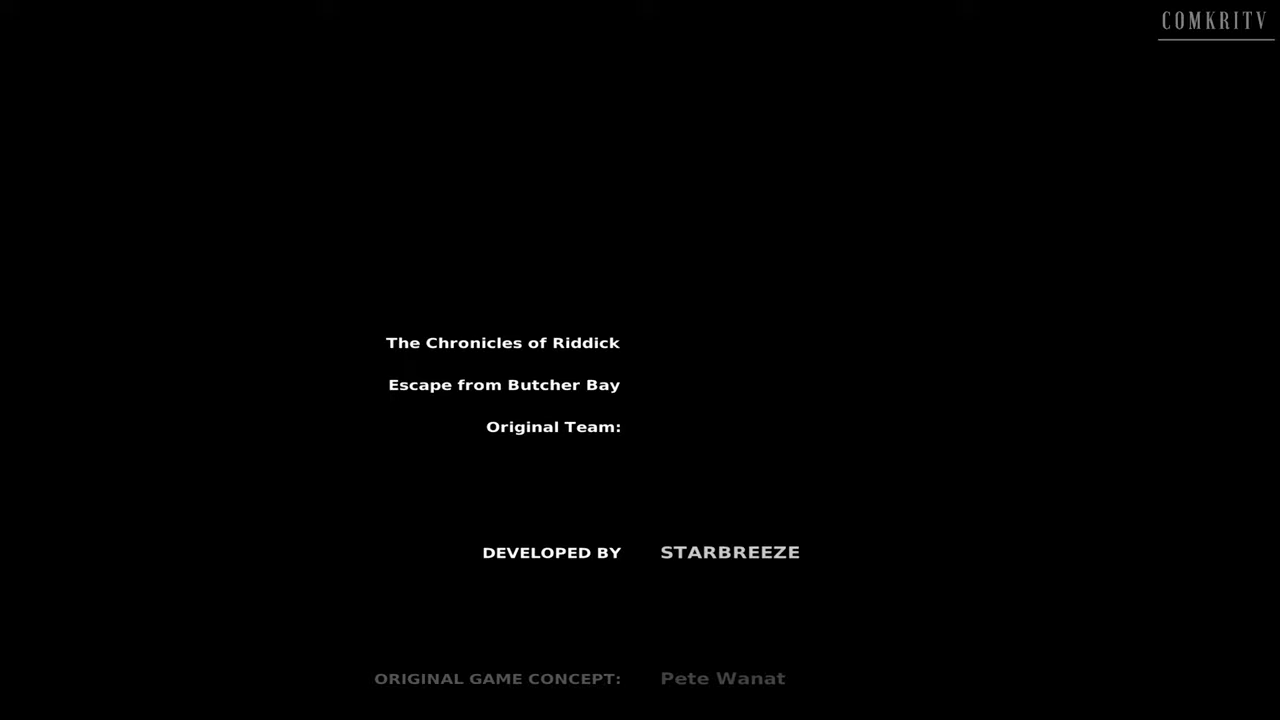 COMKRITV
The Chronicles of Riddick
Escape from Butcher Bay
Original Team:
DEVELOPED BY STARBREEZE
ORIGINAL GAME CONCEPT: Pete Wanat